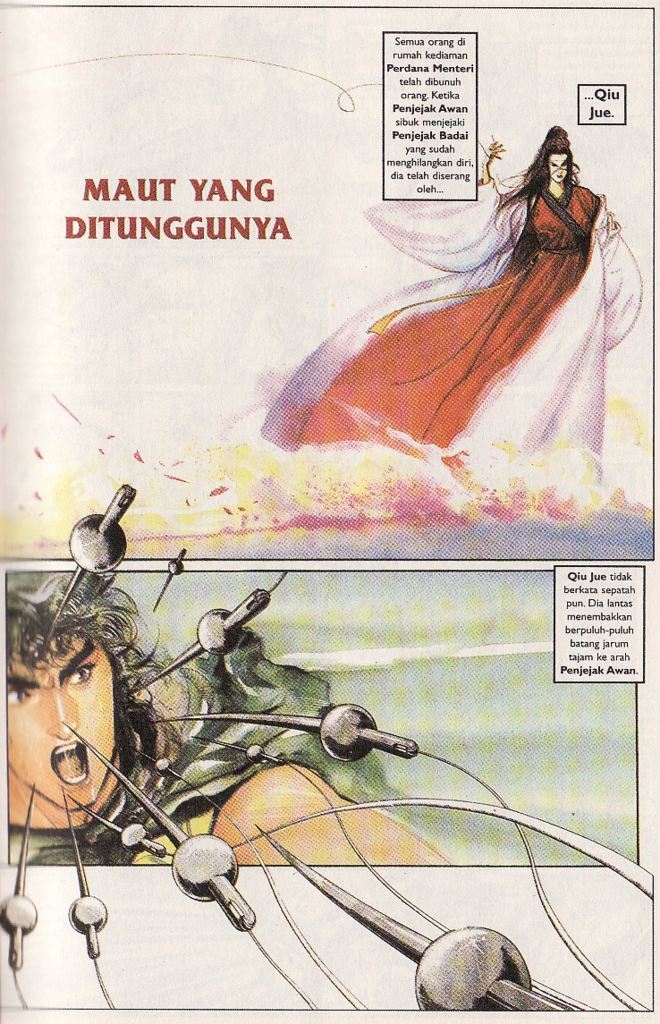 Semua orang di
rumah kediaman
Perdana Menteri
telah dibunuh
orang. Ketika
Penjejak Awan
sibuk menjejaki
Penjejak Badai
yang sudah
menghilangkan diri,
dia telah diserang
oleh...
...Qiu
Jue.
MAUT YANG
DITUNGGUNYA
Qiu Jue tidak
berkata sepatah
pun. Dia lantas
menembakkan
berpuluh-puluh
batang jarum
tajam ke arah
Penjejak Awan.